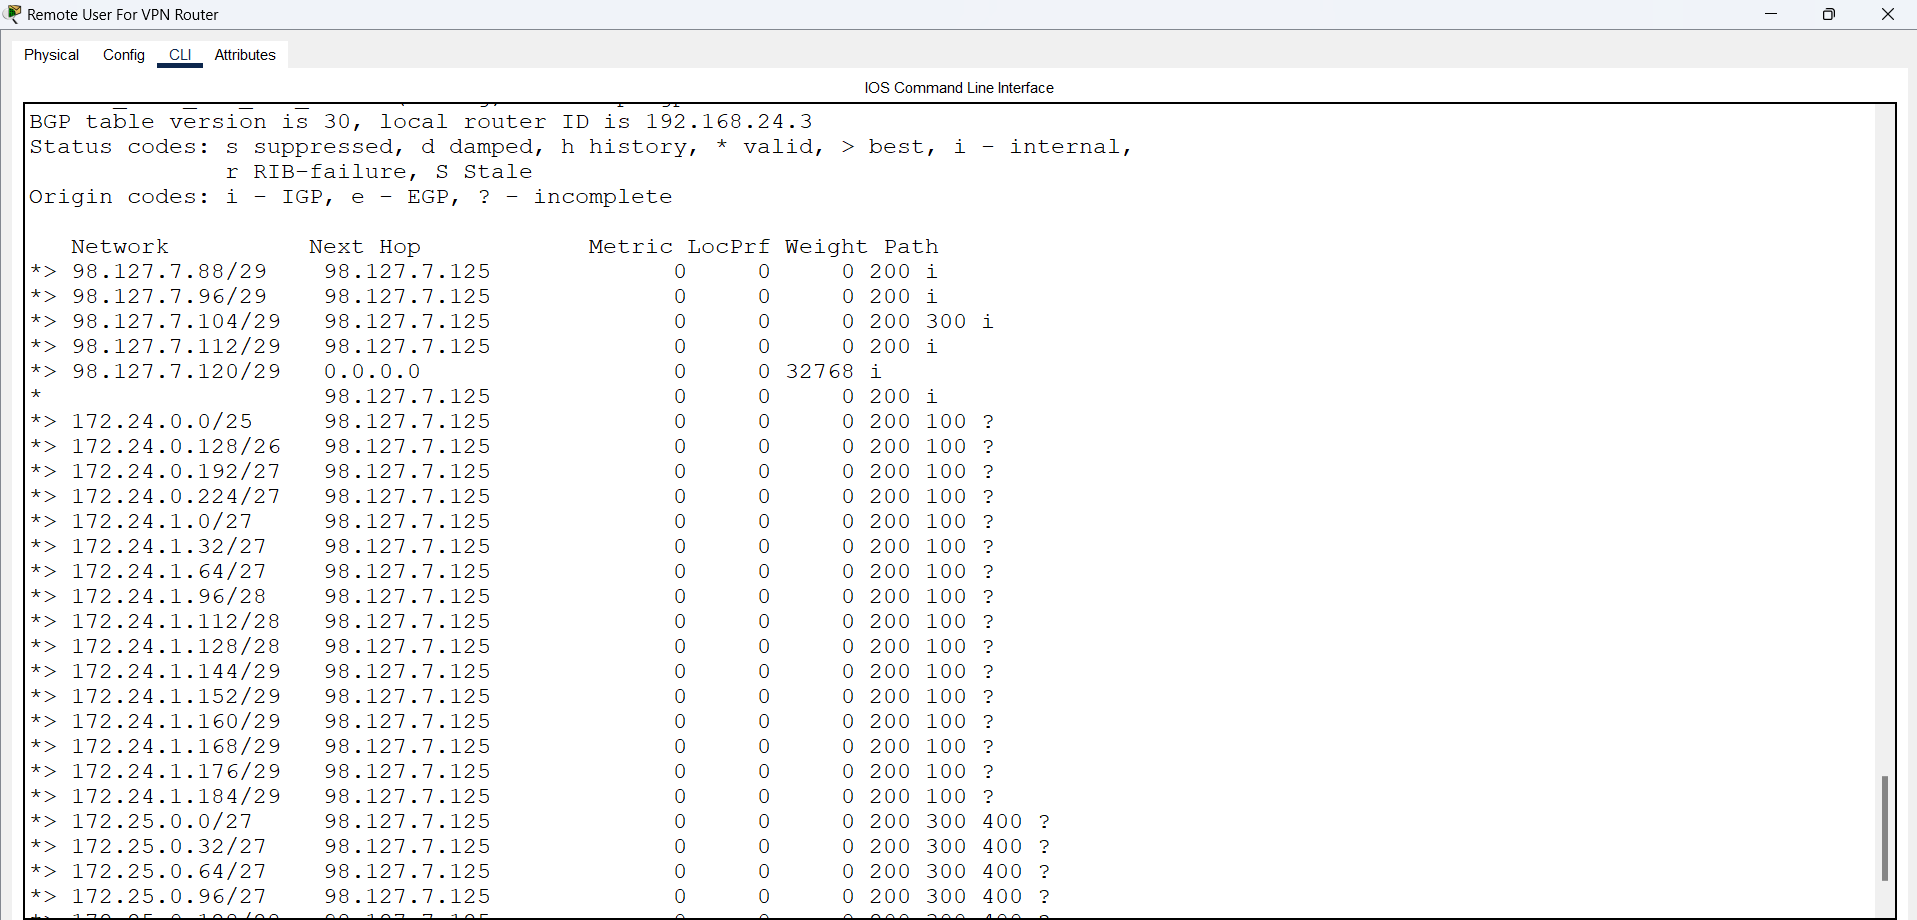 Remote User For VPN Router
Physical Config CLI Attributes
IOS Command Line Interface
BGP table version is 30, local router ID is 192.168.24.3
Status codes: s suppressed, d damped, h history, * valid, > best, i - internal,
              r RIB-failure, S Stale
Origin codes: i - IGP, e - EGP, ? - incomplete
   Network          Next Hop            Metric LocPrf Weight Path
*> 98.127.7.88/29    98.127.7.125             0     0     0 200 i
*> 98.127.7.96/29    98.127.7.125             0     0     0 200 i
*> 98.127.7.104/29   98.127.7.125             0     0     0 200 300 i
*> 98.127.7.112/29   98.127.7.125             0     0     0 200 i
*> 98.127.7.120/29   0.0.0.0                  0     0 32768 i
*                    98.127.7.125             0     0     0 200 i
*> 172.24.0.0/25     98.127.7.125             0     0     0 200 100 ?
*> 172.24.0.128/26   98.127.7.125             0     0     0 200 100 ?
*> 172.24.0.192/27   98.127.7.125             0     0     0 200 100 ?
*> 172.24.0.224/27   98.127.7.125             0     0     0 200 100 ?
*> 172.24.1.0/27     98.127.7.125             0     0     0 200 100 ?
*> 172.24.1.32/27    98.127.7.125             0     0     0 200 100 ?
*> 172.24.1.64/27    98.127.7.125             0     0     0 200 100 ?
*> 172.24.1.96/28    98.127.7.125             0     0     0 200 100 ?
*> 172.24.1.112/28   98.127.7.125             0     0     0 200 100 ?
*> 172.24.1.128/28   98.127.7.125             0     0     0 200 100 ?
*> 172.24.1.144/29   98.127.7.125             0     0     0 200 100 ?
*> 172.24.1.152/29   98.127.7.125             0     0     0 200 100 ?
*> 172.24.1.160/29   98.127.7.125             0     0     0 200 100 ?
*> 172.24.1.168/29   98.127.7.125             0     0     0 200 100 ?
*> 172.24.1.176/29   98.127.7.125             0     0     0 200 100 ?
*> 172.24.1.184/29   98.127.7.125             0     0     0 200 100 ?
*> 172.25.0.0/27     98.127.7.125             0     0     0 200 300 400 ?
*> 172.25.0.32/27    98.127.7.125             0     0     0 200 300 400 ?
*> 172.25.0.64/27    98.127.7.125             0     0     0 200 300 400 ?
*> 172.25.0.96/27    98.127.7.125             0     0     0 200 300 400 ?